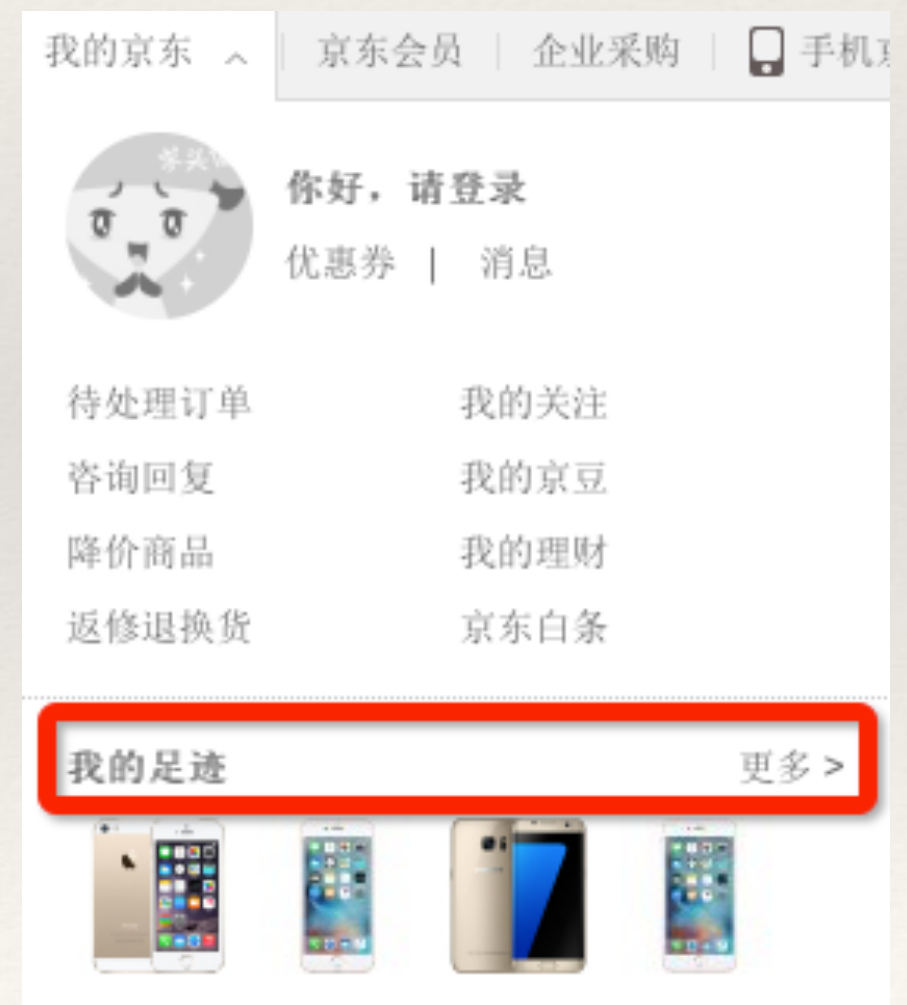 我的京东 京东会员 企业采购 手机
你好，请登录
优惠券 | 消息
待处理订单 我的关注
咨询回复 我的京豆
降价商品 我的理财
返修退换货 京东白条
我的足迹 更多 >